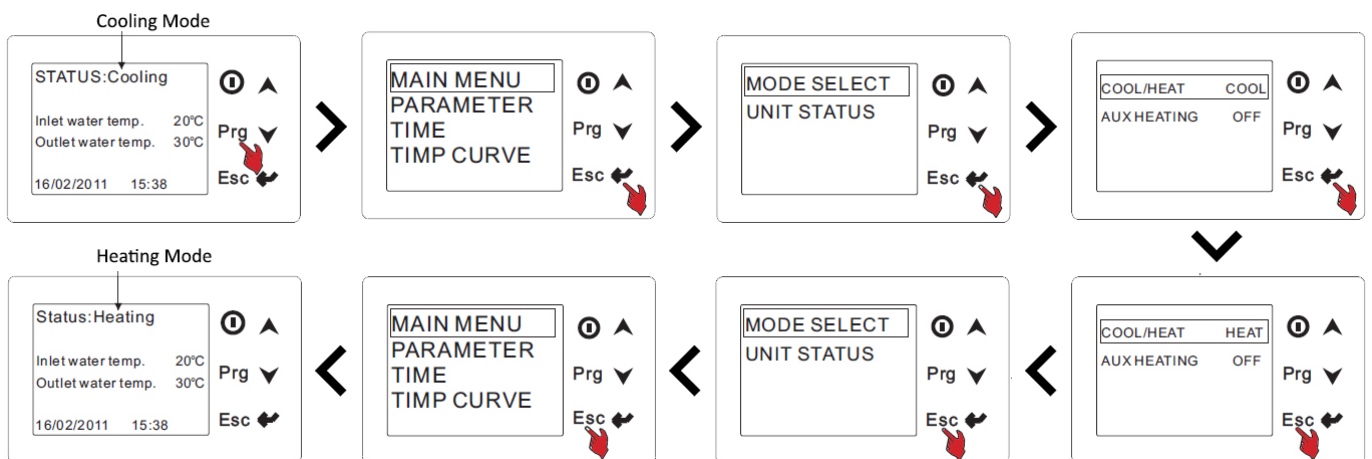 Cooling Mode
STATUS:Cooling
Inlet water temp. 20℃
Outlet water temp. 30℃
16/02/2011 15:38
Prg
Esc
MAIN MENU
PARAMETER
TIME
TIMP CURVE
Prg
Esc
MODE SELECT
UNIT STATUS
Prg
Esc
COOL/HEAT COOL
AUX HEATING OFF
Prg
Esc
Heating Mode
Status:Heating
Inlet water temp. 20℃
Outlet water temp. 30℃
16/02/2011 15:38
Prg
Esc
MAIN MENU
PARAMETER
TIME
TIMP CURVE
Prg
Esc
MODE SELECT
UNIT STATUS
Prg
Esc
COOL/HEAT HEAT
AUX HEATING OFF
Prg
Esc